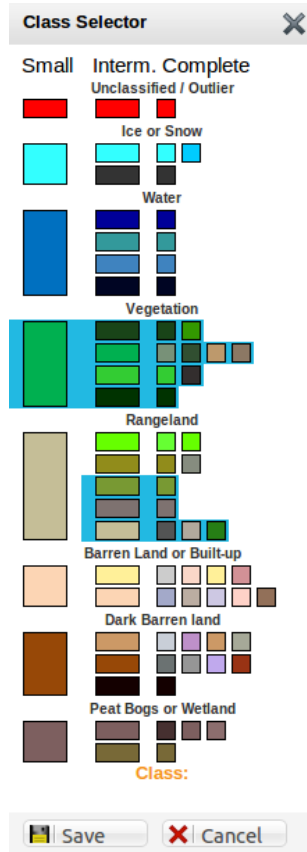 Class Selector
Small Interm. Complete
Unclassified / Outlier
Ice or Snow
Water
Vegetation
Rangeland
Barren Land or Built-up
Dark Barren land
Peat Bogs or Wetland
Class:
Save Cancel